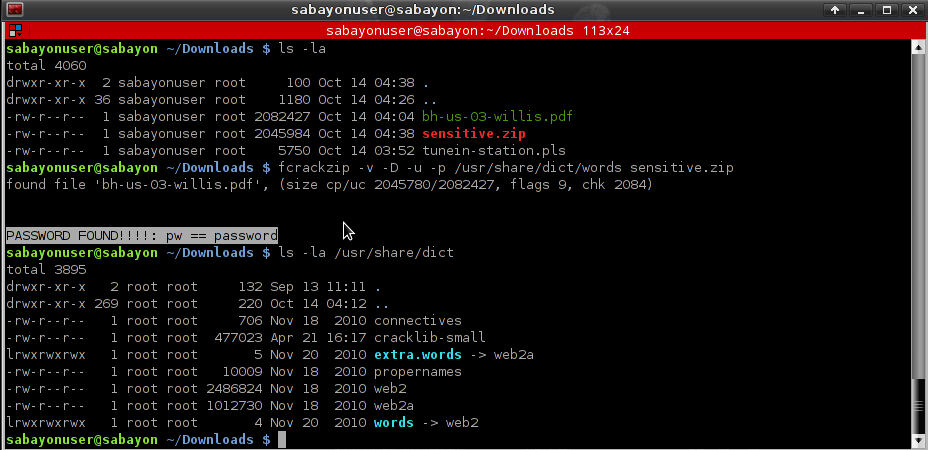 sabayonuser@sabayon:~/Downloads
sabayonuser@sabayon:~/Downloads 113x24
sabayonuser@sabayon ~/Downloads $ ls -la
total 4060
drwxr-xr-x  2 sabayonuser root     100 Oct 14 04:38 .
drwxr-xr-x 36 sabayonuser root    1180 Oct 14 04:26 ..
-rw-r--r--  1 sabayonuser root 2082427 Oct 14 04:04 bh-us-03-willis.pdf
-rw-r--r--  1 sabayonuser root 2045984 Oct 14 04:38 sensitive.zip
-rw-r--r--  1 sabayonuser root    5750 Oct 14 03:55 tunein-station.pls
sabayonuser@sabayon ~/Downloads $ fcrackzip -v -D -u -p /usr/share/dict/words sensitive.zip
found file 'bh-us-03-willis.pdf', (size cp/uc 2045780/2082427, flags 9, chk 2084)
PASSWORD FOUND!!!!: pw == password
sabayonuser@sabayon ~/Downloads $ ls -la /usr/share/dict
total 3895
drwxr-xr-x   2 root root     132 Sep 13 11:11 .
drwxr-xr-x 269 root root     220 Oct 14 04:12 ..
-rw-r--r--   1 root root     706 Nov 18  2010 connectives
-rw-r--r--   1 root root  477023 Apr 21 16:17 cracklib-small
lrwxrwxrwx   1 root root       5 Nov 20  2010 extra.words -> web2a
-rw-r--r--   1 root root   10009 Nov 18  2010 propernames
-rw-r--r--   1 root root 2486824 Nov 18  2010 web2
-rw-r--r--   1 root root 1012730 Nov 18  2010 web2a
lrwxrwxrwx   1 root root       4 Nov 20  2010 words -> web2
sabayonuser@sabayon ~/Downloads $